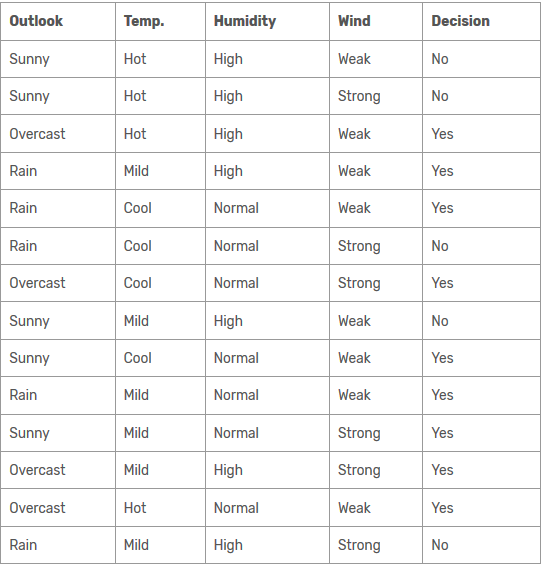 Outlook Temp. Humidity Wind Decision
Sunny Hot High Weak No
Sunny Hot High Strong No
Overcast Hot High Weak Yes
Rain Mild High Weak Yes
Rain Cool Normal Weak Yes
Rain Cool Normal Strong No
Overcast Cool Normal Strong Yes
Sunny Mild High Weak No
Sunny Cool Normal Weak Yes
Rain Mild Normal Weak Yes
Sunny Mild Normal Strong Yes
Overcast Mild High Strong Yes
Overcast Hot Normal Weak Yes
Rain Mild High Strong No